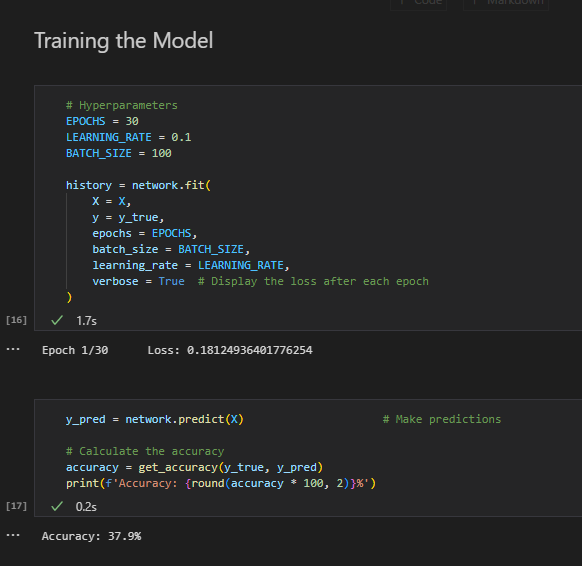 Code
Markdown
Training the Model
# Hyperparameters
EPOCHS = 30
LEARNING_RATE = 0.1
BATCH_SIZE = 100
history = network.fit(
X = X,
y = y_true,
epochs = EPOCHS,
batch_size = BATCH_SIZE,
learning_rate = LEARNING_RATE,
verbose = True # Display the loss after each epoch
)
[16] 1.7s
... Epoch 1/30 Loss: 0.18124936401776254
y_pred = network.predict(X) # Make predictions
# Calculate the accuracy
accuracy = get_accuracy(y_true, y_pred)
print(f'Accuracy: {round(accuracy * 100, 2)}%')
[17] 0.2s
... Accuracy: 37.9%